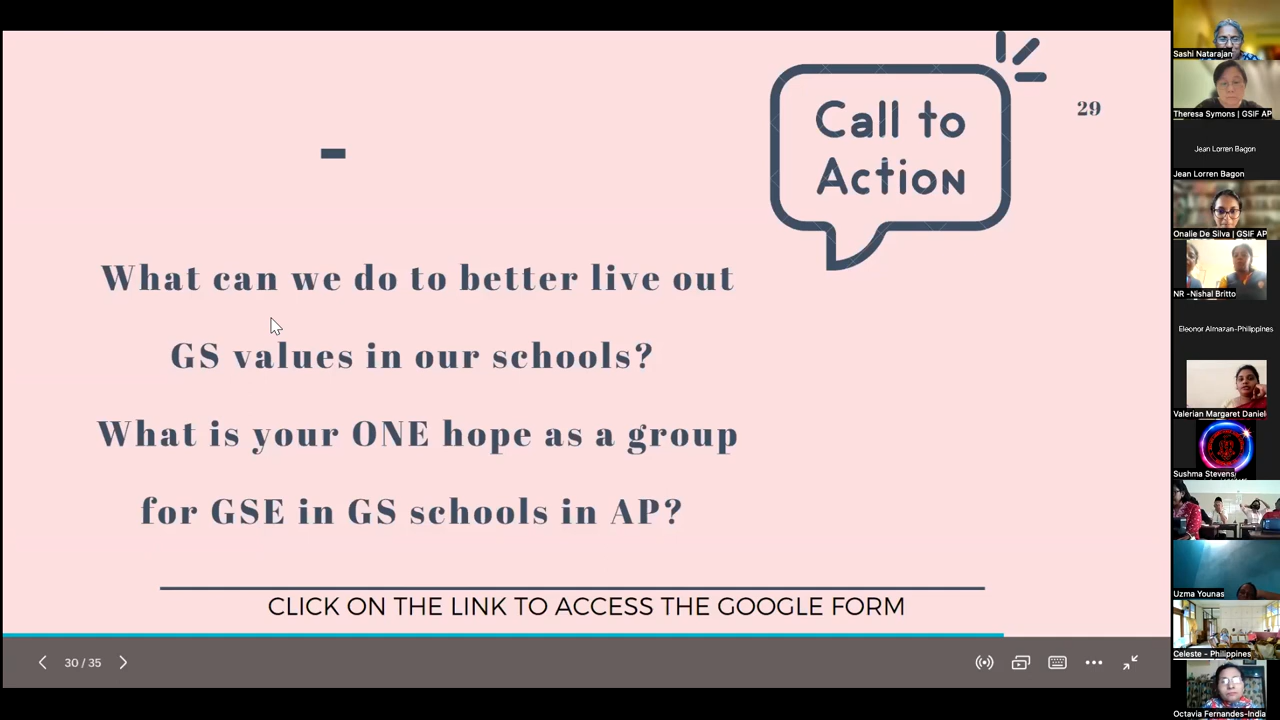 Call to
Action
29
-
What can we do to better live out
GS values in our schools?
What is your ONE hope as a group
for GSE in GS schools in AP?
CLICK ON THE LINK TO ACCESS THE GOOGLE FORM
30 / 35
Sashi Natarajan
Theresa Symons | GSIF AP
Jean Lorren Bagon
Jean Lorren Bagon
Onalie De Silva | GSIF AP
NR -Nishal Britto
Eleonor Almazan-Philippines
Valerian Margaret Daniel
Sushma Stevens
Uzma Younas
Celeste - Philippines
Octavia Fernandes-India